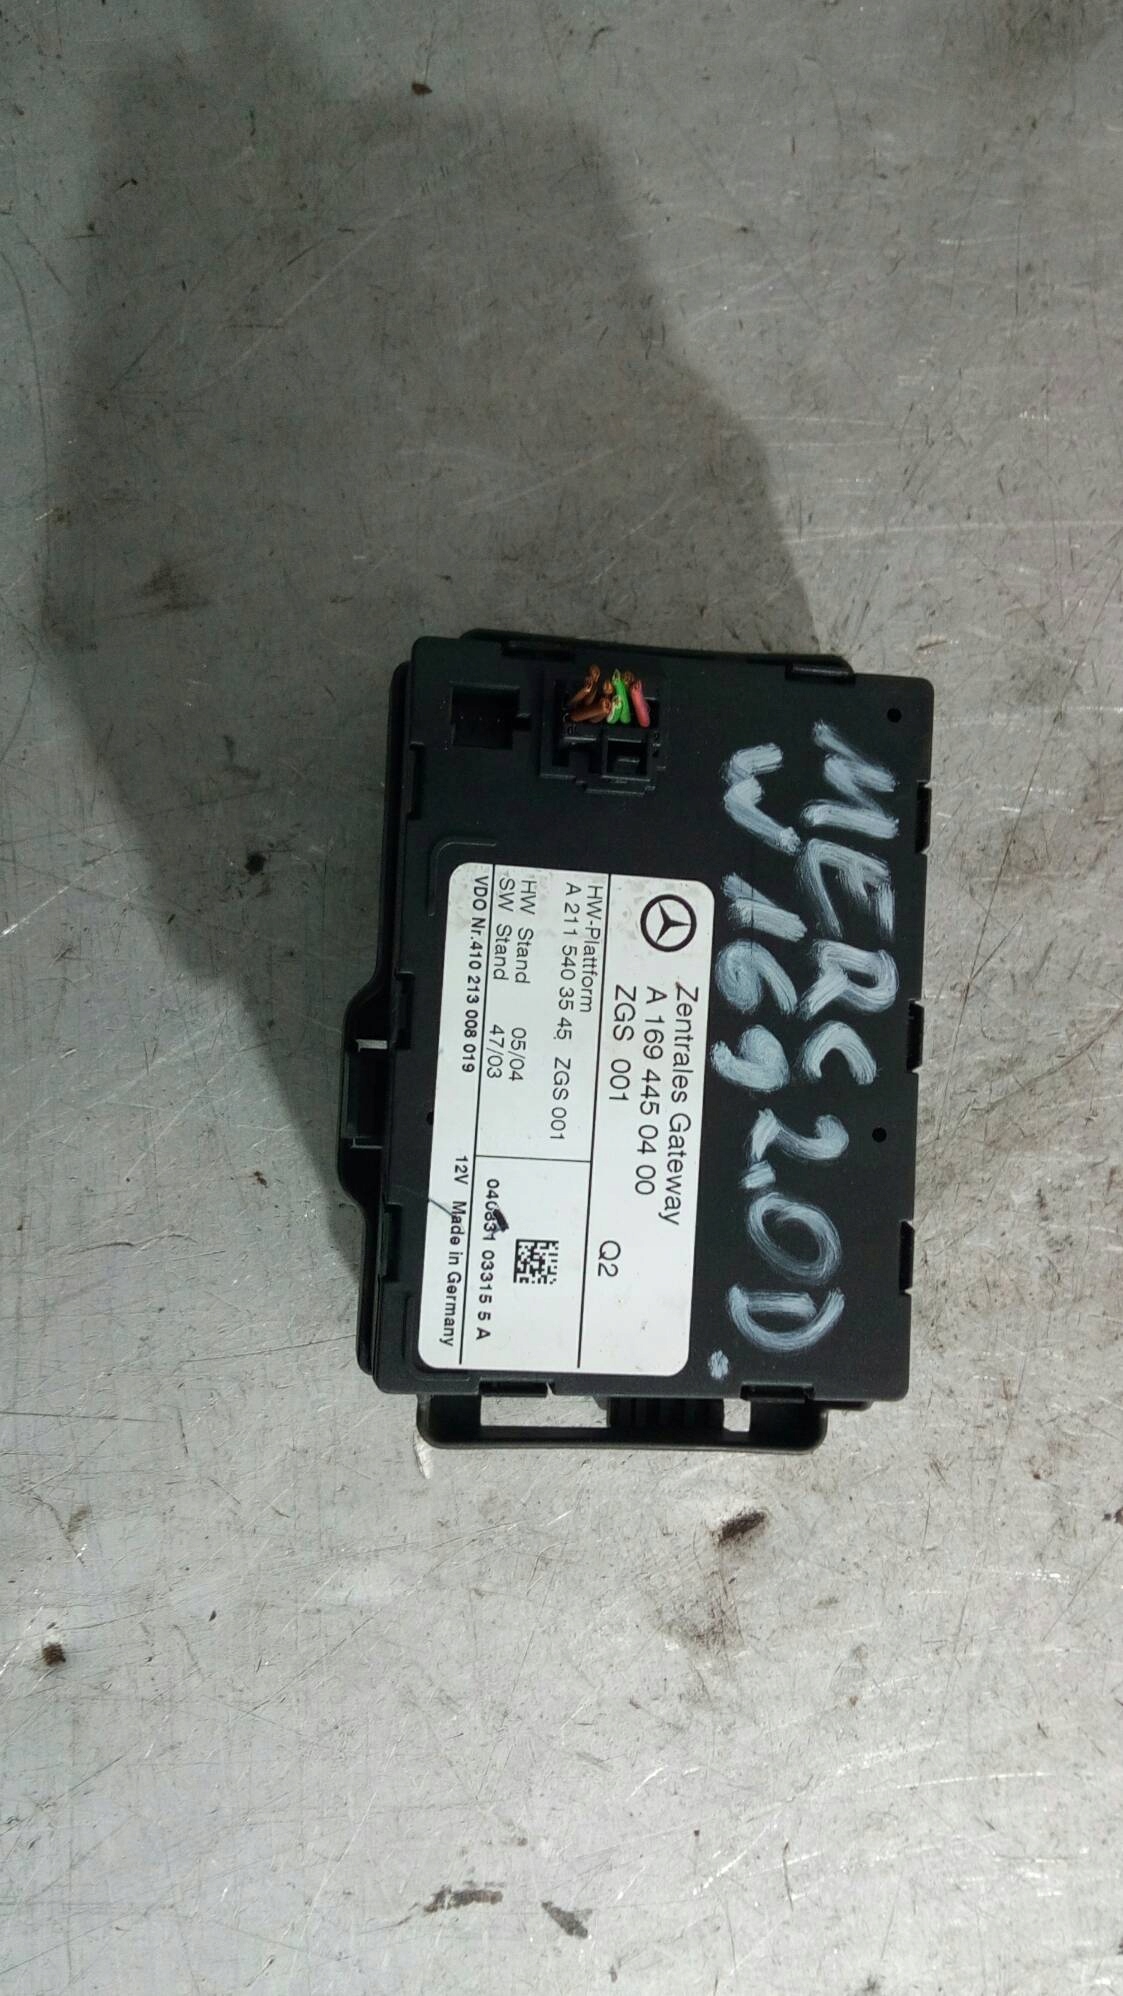 MERC 2.0D.
W169
Zentrales Gateway
A 169 445 04 00 Q2
ZGS 001
HW-Plattform
A 211 540 35 45 ZGS 001
HW Stand 05/04
SW Stand 47/03
040831 03315 5 A
VDO Nr.410 213 008 019 12V Made in Germany